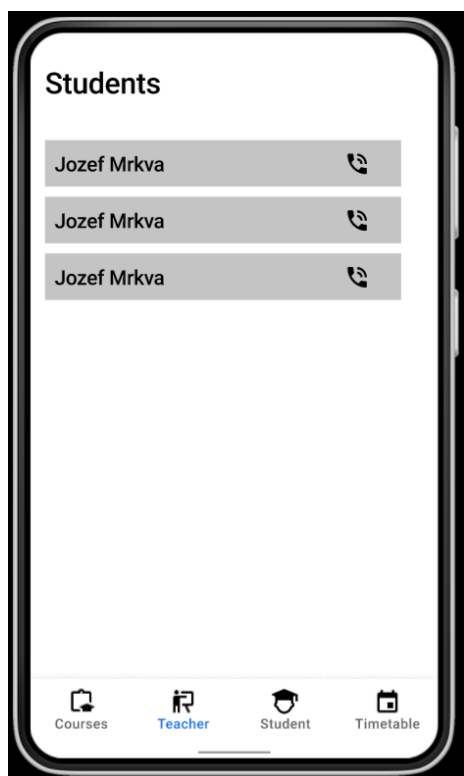 Students
Jozef Mrkva
Jozef Mrkva
Jozef Mrkva
Courses Teacher Student Timetable